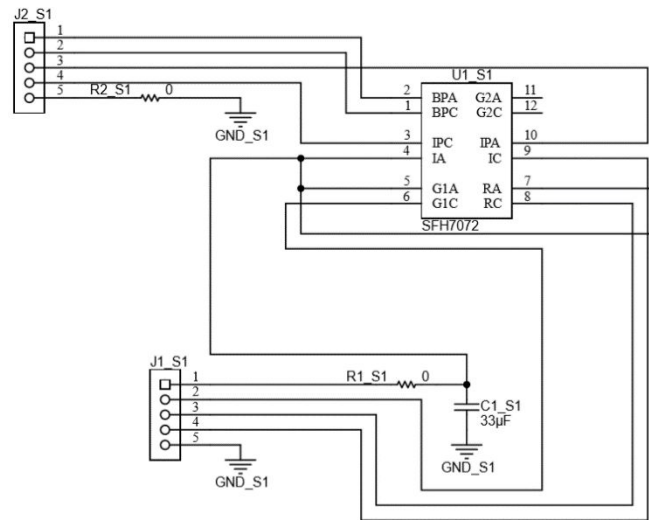 J2_S1
1
2
3
4
5
R2_S1 0
GND_S1
U1_S1
2 BPA G2A 11
1 BPC G2C 12
3 IPC IPA 10
4 IA IC 9
5 G1A RA 7
6 G1C RC 8
SFH7072
J1_S1
1
2
3
4
5
R1_S1 0
C1_S1
33µF
GND_S1
GND_S1